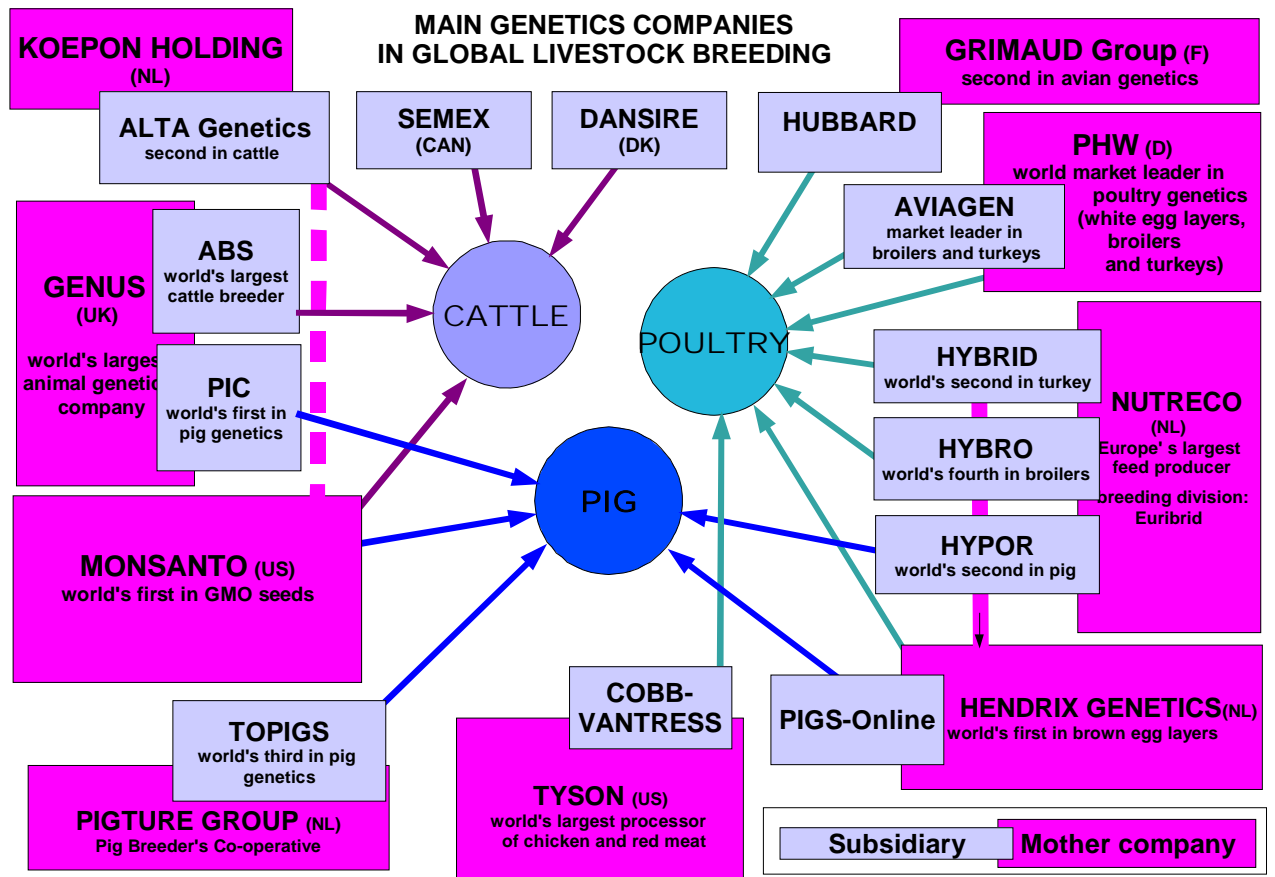 MAIN GENETICS COMPANIES
IN GLOBAL LIVESTOCK BREEDING
KOEPON HOLDING
(NL)
ALTA Genetics
second in cattle
SEMEX
(CAN)
DANSIRE
(DK)
HUBBARD
GRIMAUD Group (F)
second in avian genetics
PHW (D)
world market leader in
poultry genetics
(white egg layers,
broilers
and turkeys)
AVIAGEN
market leader in
broilers and turkeys
GENUS
(UK)
world's larges
animal genetic
company
ABS
world's largest
cattle breeder
PIC
world's first in
pig genetics
CATTLE
POULTRY
PIG
HYBRID
world's second in turkey
HYBRO
world's fourth in broilers
HYPOR
world's second in pig
NUTRECO
(NL)
Europe' s largest
feed producer
breeding division:
Euribrid
MONSANTO (US)
world's first in GMO seeds
TOPIGS
world's third in pig
genetics
PIGTURE GROUP (NL)
Pig Breeder's Co-operative
COBB-
VANTRESS
TYSON (US)
world's largest processor
of chicken and red meat
PIGS-Online
HENDRIX GENETICS(NL)
world's first in brown egg layers
Subsidiary
Mother company